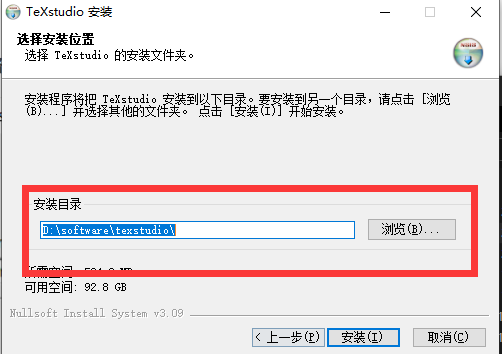 TeXstudio 安装
选择安装位置
选择 TeXstudio 的安装文件夹。
安装程序将把 TeXstudio 安装到以下目录。要安装到另一个目录，请点击 [浏览
(B)...] 并选择其他的文件夹。 点击 [安装(I)] 开始安装。
安装目录
D:\software\texstudio\
浏览(B)...
所需空间:
可用空间: 92.8 GB
Nullsoft Install System v3.09
< 上一步(P)
安装(I)
取消(C)